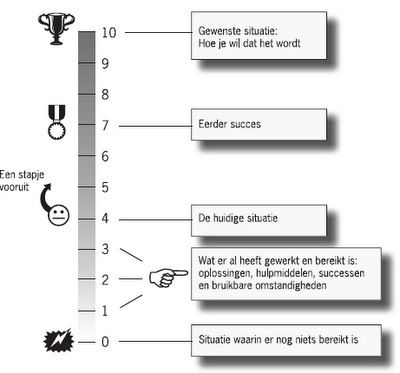 10
Gewenste situatie:
Hoe je wil dat het wordt
9
8
7
Eerder succes
6
Een stapje
vooruit
5
4
De huidige situatie
3
2
1
Wat er al heeft gewerkt en bereikt is:
oplossingen, hulpmiddelen, successen
en bruikbare omstandigheden
0
Situatie waarin er nog niets bereikt is